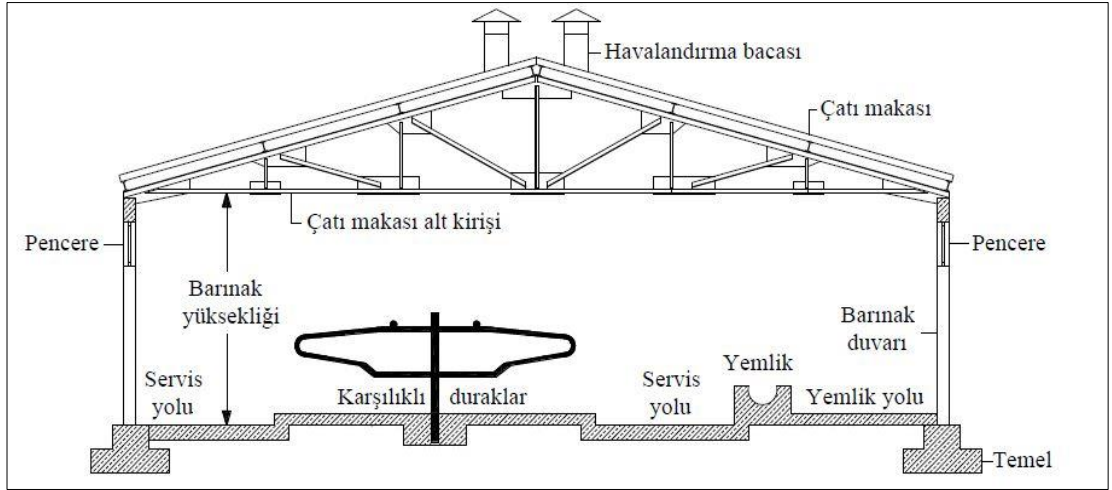 Havalandırma bacası
Çatı makası
Çatı makası alt kirişi
Pencere
Pencere
Barınak
yüksekliği
Barınak
duvarı
Yemlik
Servis
yolu
Karşılıklı duraklar
Servis
yolu
Yemlik yolu
Temel